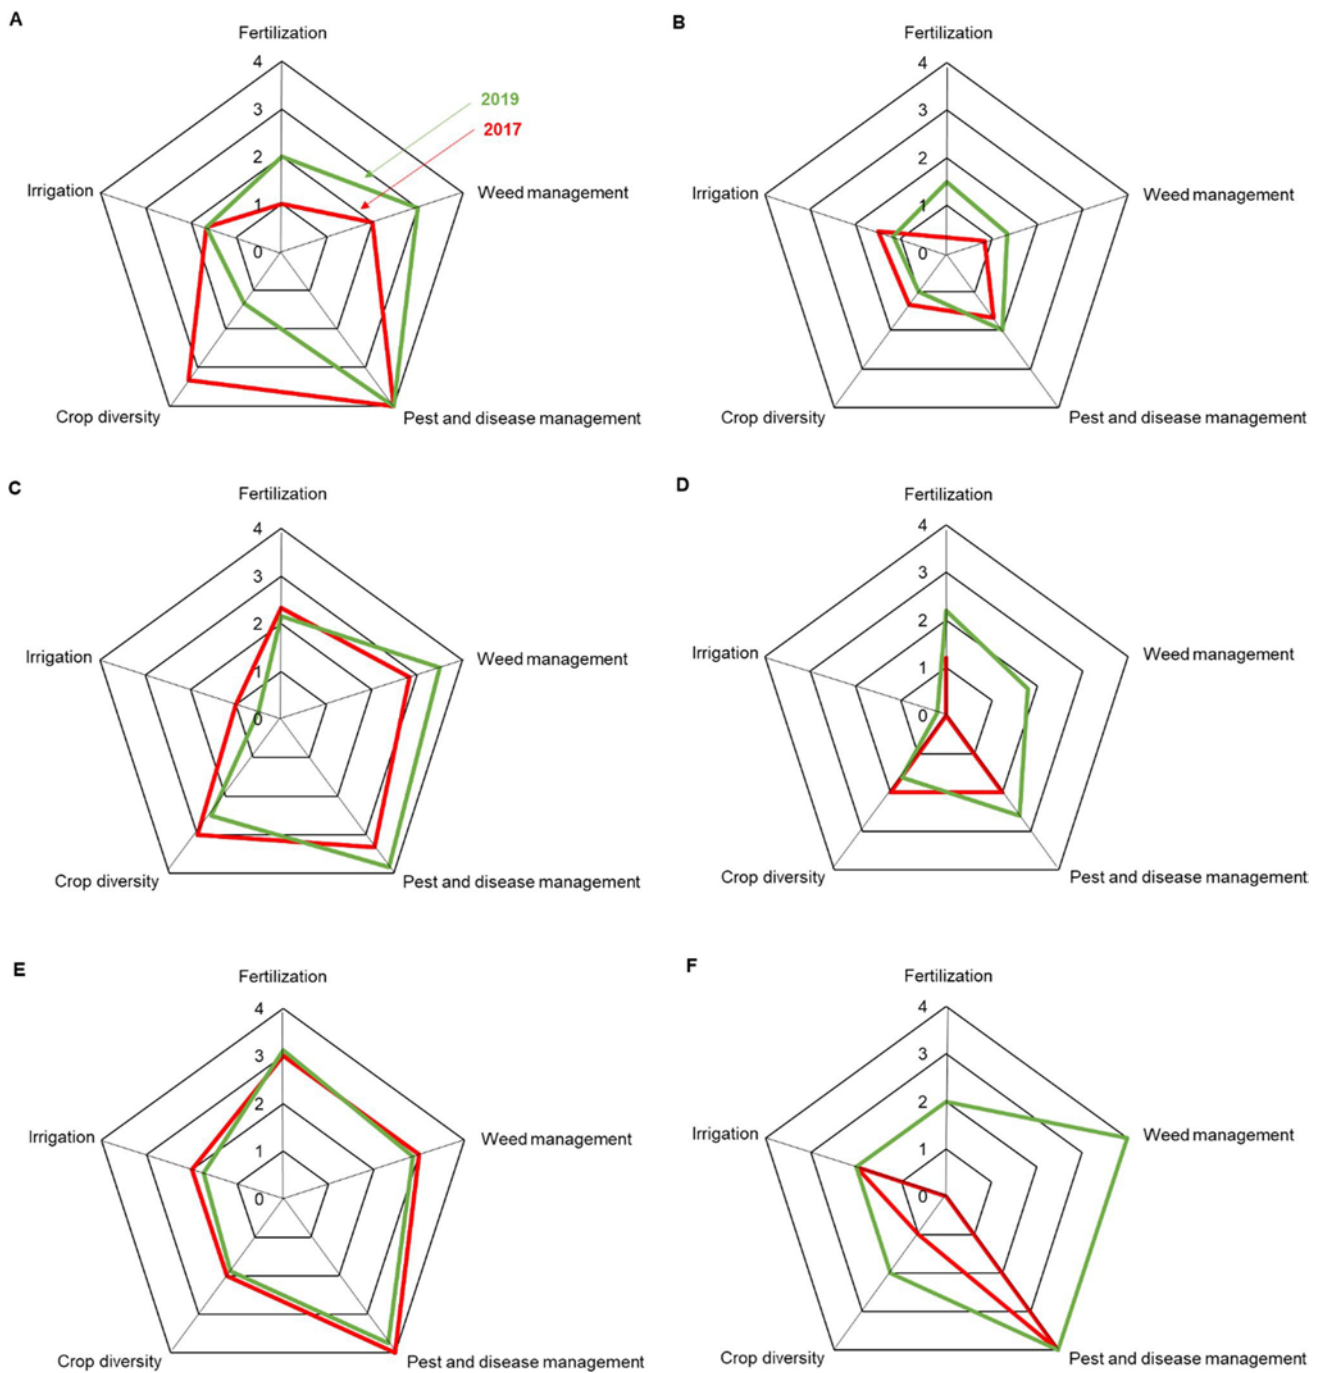 A
B
Fertilization
Fertilization
4
4
3
3
2019
2017
2
2
Irrigation
Weed management
Irrigation
Weed management
1
1
0
0
Crop diversity
Pest and disease management
Crop diversity
Pest and disease management
C
D
Fertilization
Fertilization
4
4
3
3
2
2
Irrigation
Weed management
Irrigation
Weed management
1
1
0
0
Crop diversity
Pest and disease management
Crop diversity
Pest and disease management
E
F
Fertilization
Fertilization
4
4
3
3
2
2
Irrigation
Weed management
Irrigation
Weed management
1
1
0
0
Crop diversity
Pest and disease management
Crop diversity
Pest and disease management